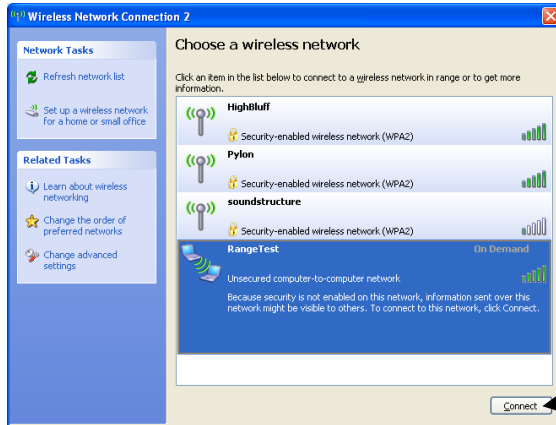 Wireless Network Connection 2
Network Tasks
Refresh network list
Set up a wireless network
for a home or small office
Related Tasks
Learn about wireless
networking
Change the order of
preferred networks
Change advanced
settings
Choose a wireless network
Click an item in the list below to connect to a wireless network in range or to get more
information.
HighBluff
Security-enabled wireless network (WPA2)
Pylon
Security-enabled wireless network (WPA2)
soundstructure
Security-enabled wireless network (WPA2)
RangeTest On Demand
Unsecured computer-to-computer network
Because security is not enabled on this network, information sent over this
network might be visible to others. To connect to this network, click Connect.
Connect